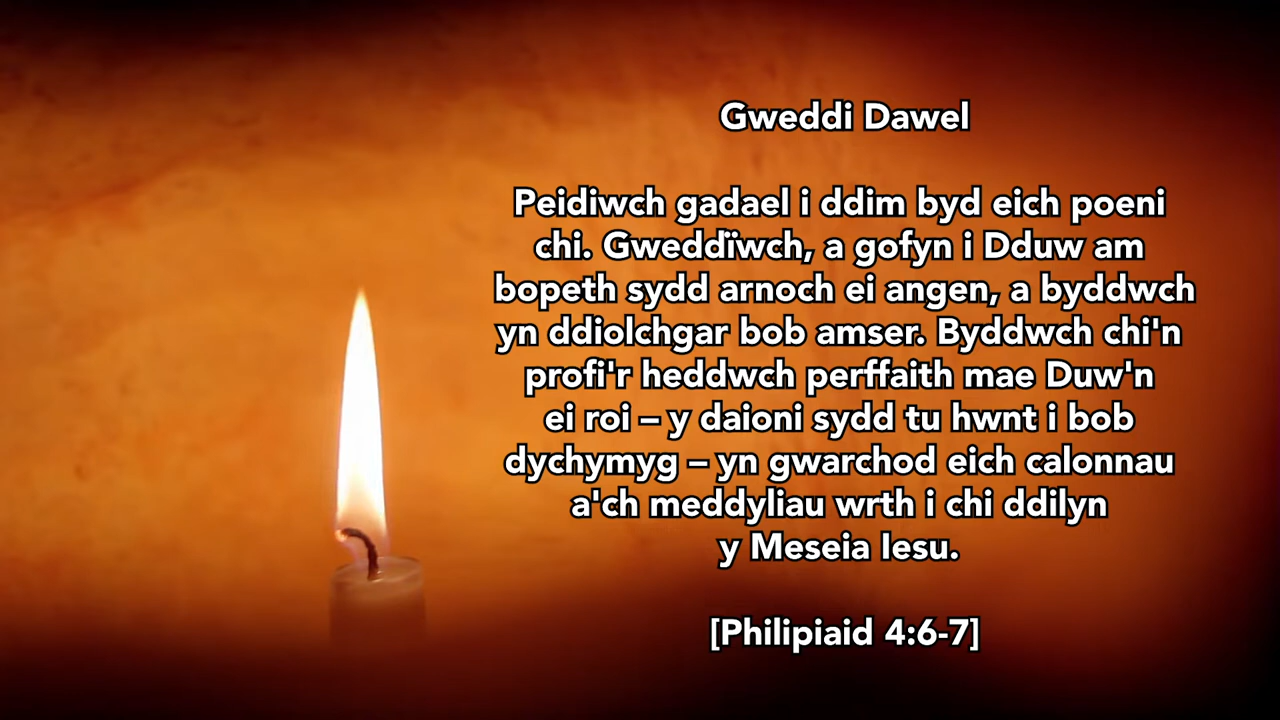 Gweddi Dawel
Peidiwch gadael i ddim byd eich poeni
chi. Gweddïwch, a gofyn i Dduw am
bopeth sydd arnoch ei angen, a byddwch
yn ddiolchgar bob amser. Byddwch chi'n
profi'r heddwch perffaith mae Duw'n
ei roi – y daioni sydd tu hwnt i bob
dychymyg – yn gwarchod eich calonnau
a'ch meddyliau wrth i chi ddilyn
y Meseia Iesu.
[Philipiaid 4:6-7]